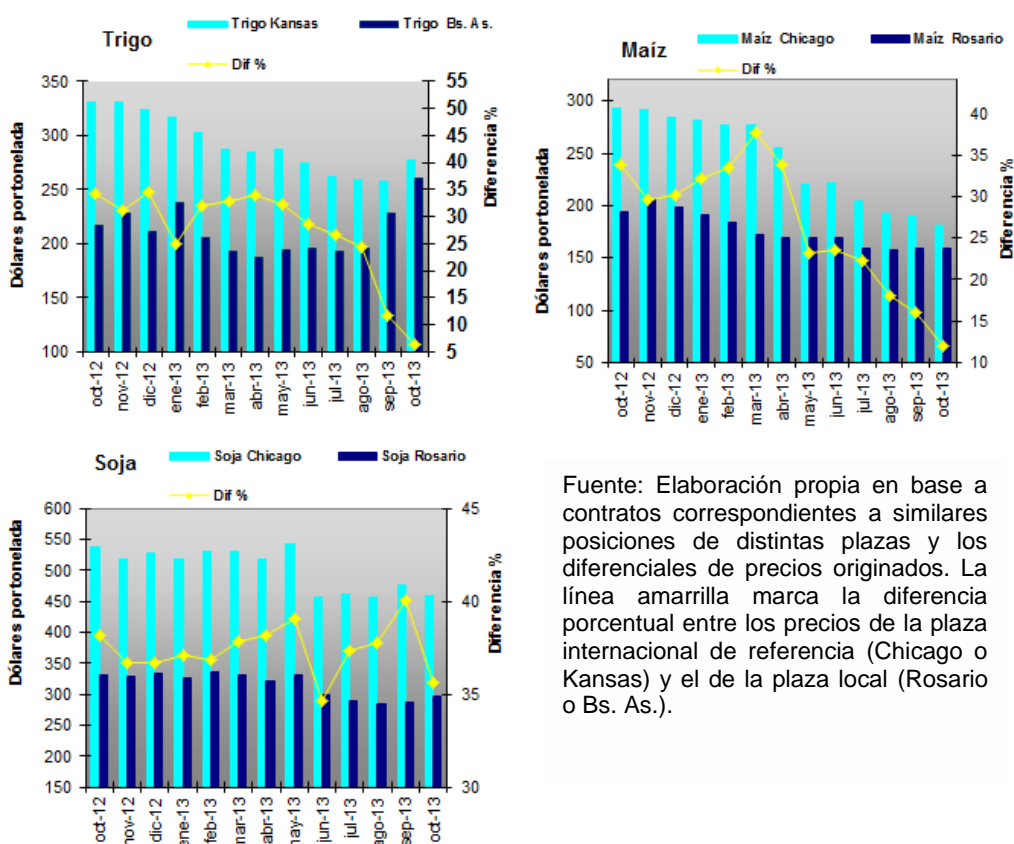 Trigo
Trigo Kansas
Trigo Bs. As.
Dif %
Dólares portonelada
350
300
250
200
150
100
Diferencia %
55
50
45
40
35
30
25
20
15
10
5
oct-12
nov-12
dic-12
ene-13
feb-13
mar-13
abr-13
may-13
jun-13
jul-13
ago-13
sep-13
oct-13
Maíz
Maíz Chicago
Maíz Rosario
Dif %
Dólares portonelada
300
250
200
150
100
50
Diferencia %
40
35
30
25
20
15
10
oct-12
nov-12
dic-12
ene-13
feb-13
mar-13
abr-13
may-13
jun-13
jul-13
ago-13
sep-13
oct-13
Soja
Soja Chicago
Soja Rosario
Dif %
Dólares portonelada
600
550
500
450
400
350
300
250
200
150
Diferencia %
45
40
35
30
oct-12
nov-12
dic-12
ene-13
feb-13
mar-13
abr-13
may-13
jun-13
jul-13
ago-13
sep-13
oct-13
Fuente: Elaboración propia en base a
contratos correspondientes a similares
posiciones de distintas plazas y los
diferenciales de precios originados. La
línea amarrilla marca la diferencia
porcentual entre los precios de la plaza
internacional de referencia (Chicago o
Kansas) y el de la plaza local (Rosario
o Bs. As.).